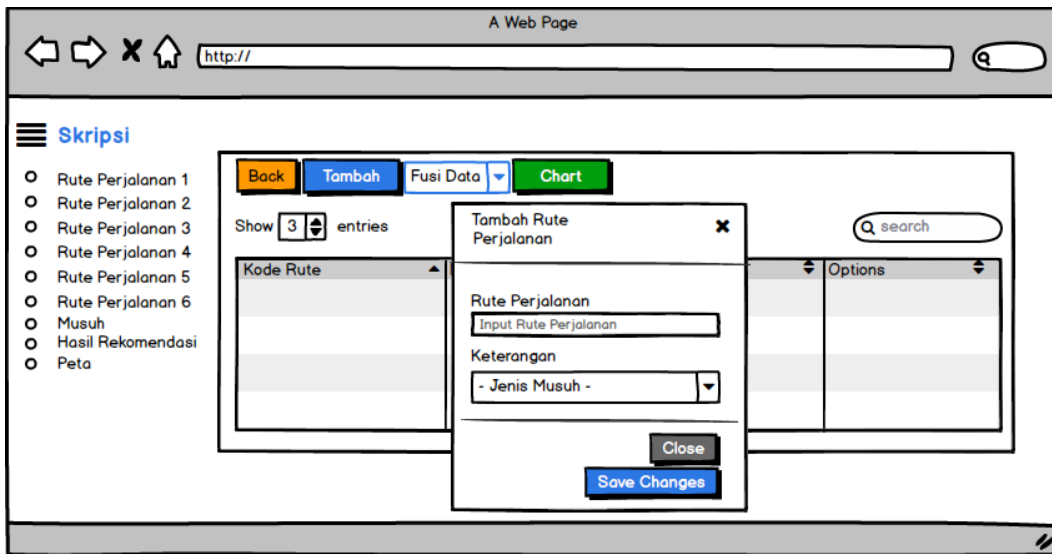 A Web Page
http://
Skripsi
Rute Perjalanan 1
Rute Perjalanan 2
Rute Perjalanan 3
Rute Perjalanan 4
Rute Perjalanan 5
Rute Perjalanan 6
Musuh
Hasil Rekomendasi
Peta
Back Tambah Fusi Data Chart
Show 3 entries
search
Kode Rute Options
Tambah Rute
Perjalanan
Rute Perjalanan
Input Rute Perjalanan
Keterangan
- Jenis Musuh -
Close
Save Changes